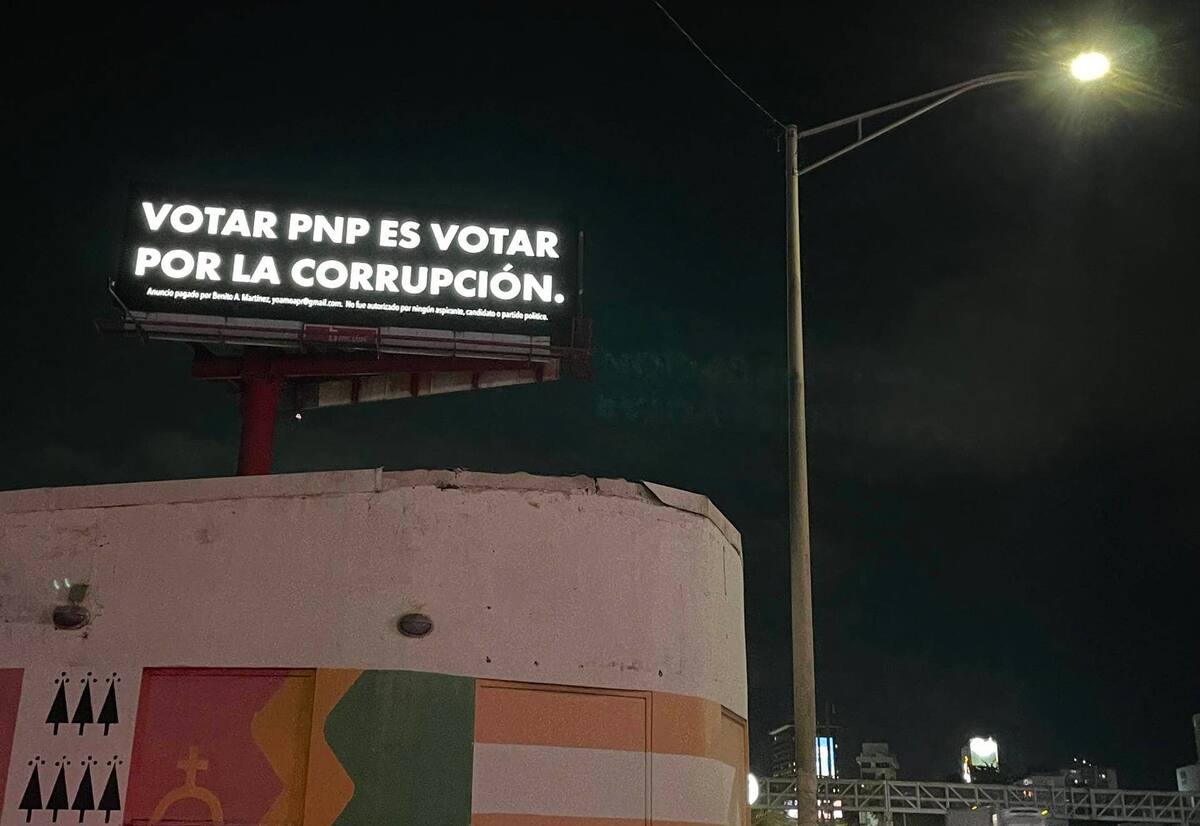 VOTAR PNP ES VOTAR
POR LA CORRUPCIÓN.
Anuncio pagado por Benito A. Martínez, yoamoapr@gmail.com. No fue autorizado por ningún aspirante, candidato o partido político.